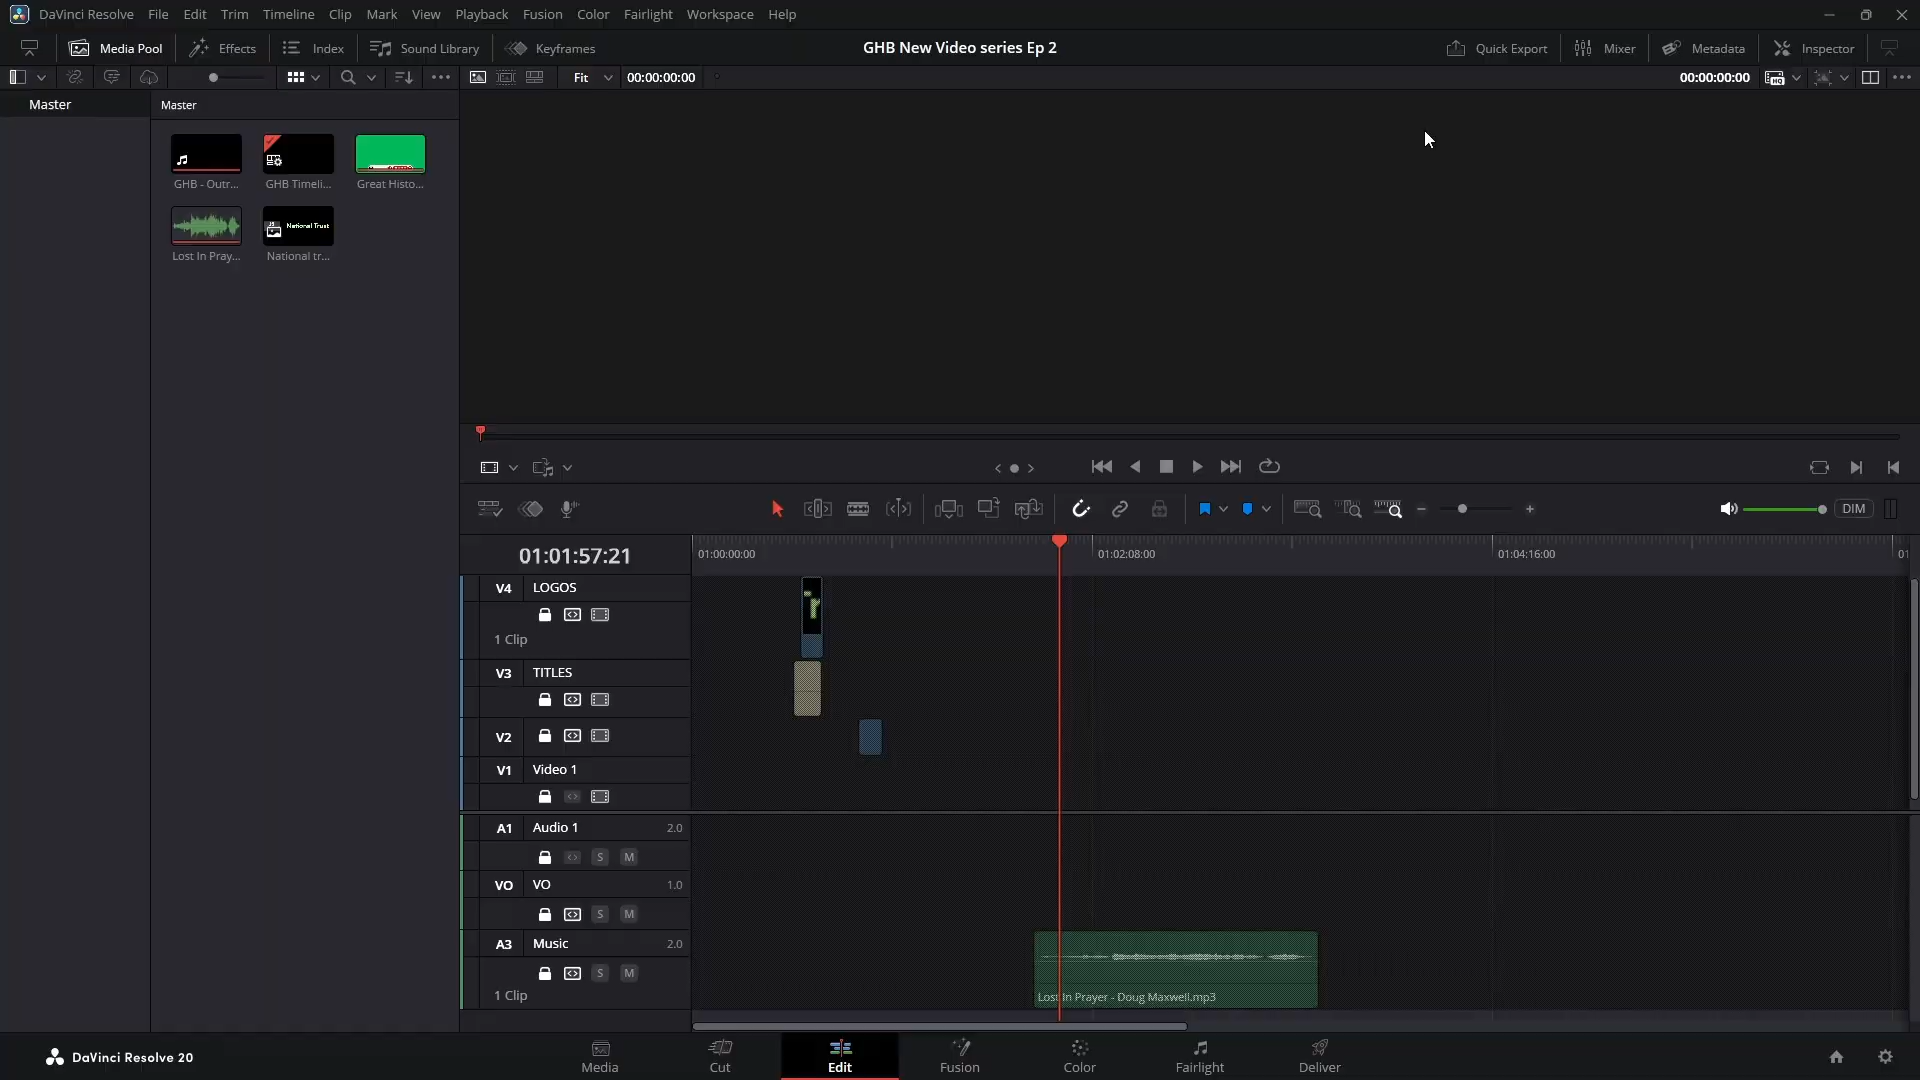 DaVinci Resolve File Edit Trim Timeline Clip Mark View Playback Fusion Color Fairlight Workspace Help
Media Pool Effects Index Sound Library Keyframes GHB New Video series Ep 2 Quick Export Mixer Metadata Inspector
Fit 00:00:00:00 00:00:00:00
Master Master
GHB - Outr... GHB Timeli... Great Histo...
National Trust
Lost In Pray... National tr...
DIM
01:01:57:21 01:00:00:00 01:02:08:00 01:04:16:00 01
V4 LOGOS
1 Clip
V3 TITLES
V2
V1 Video 1
A1 Audio 1 2.0
S M
VO VO 1.0
S M
A3 Music 2.0
S M
1 Clip Lost In Prayer - Doug Maxwell.mp3
DaVinci Resolve 20 Media Cut Edit Fusion Color Fairlight Deliver